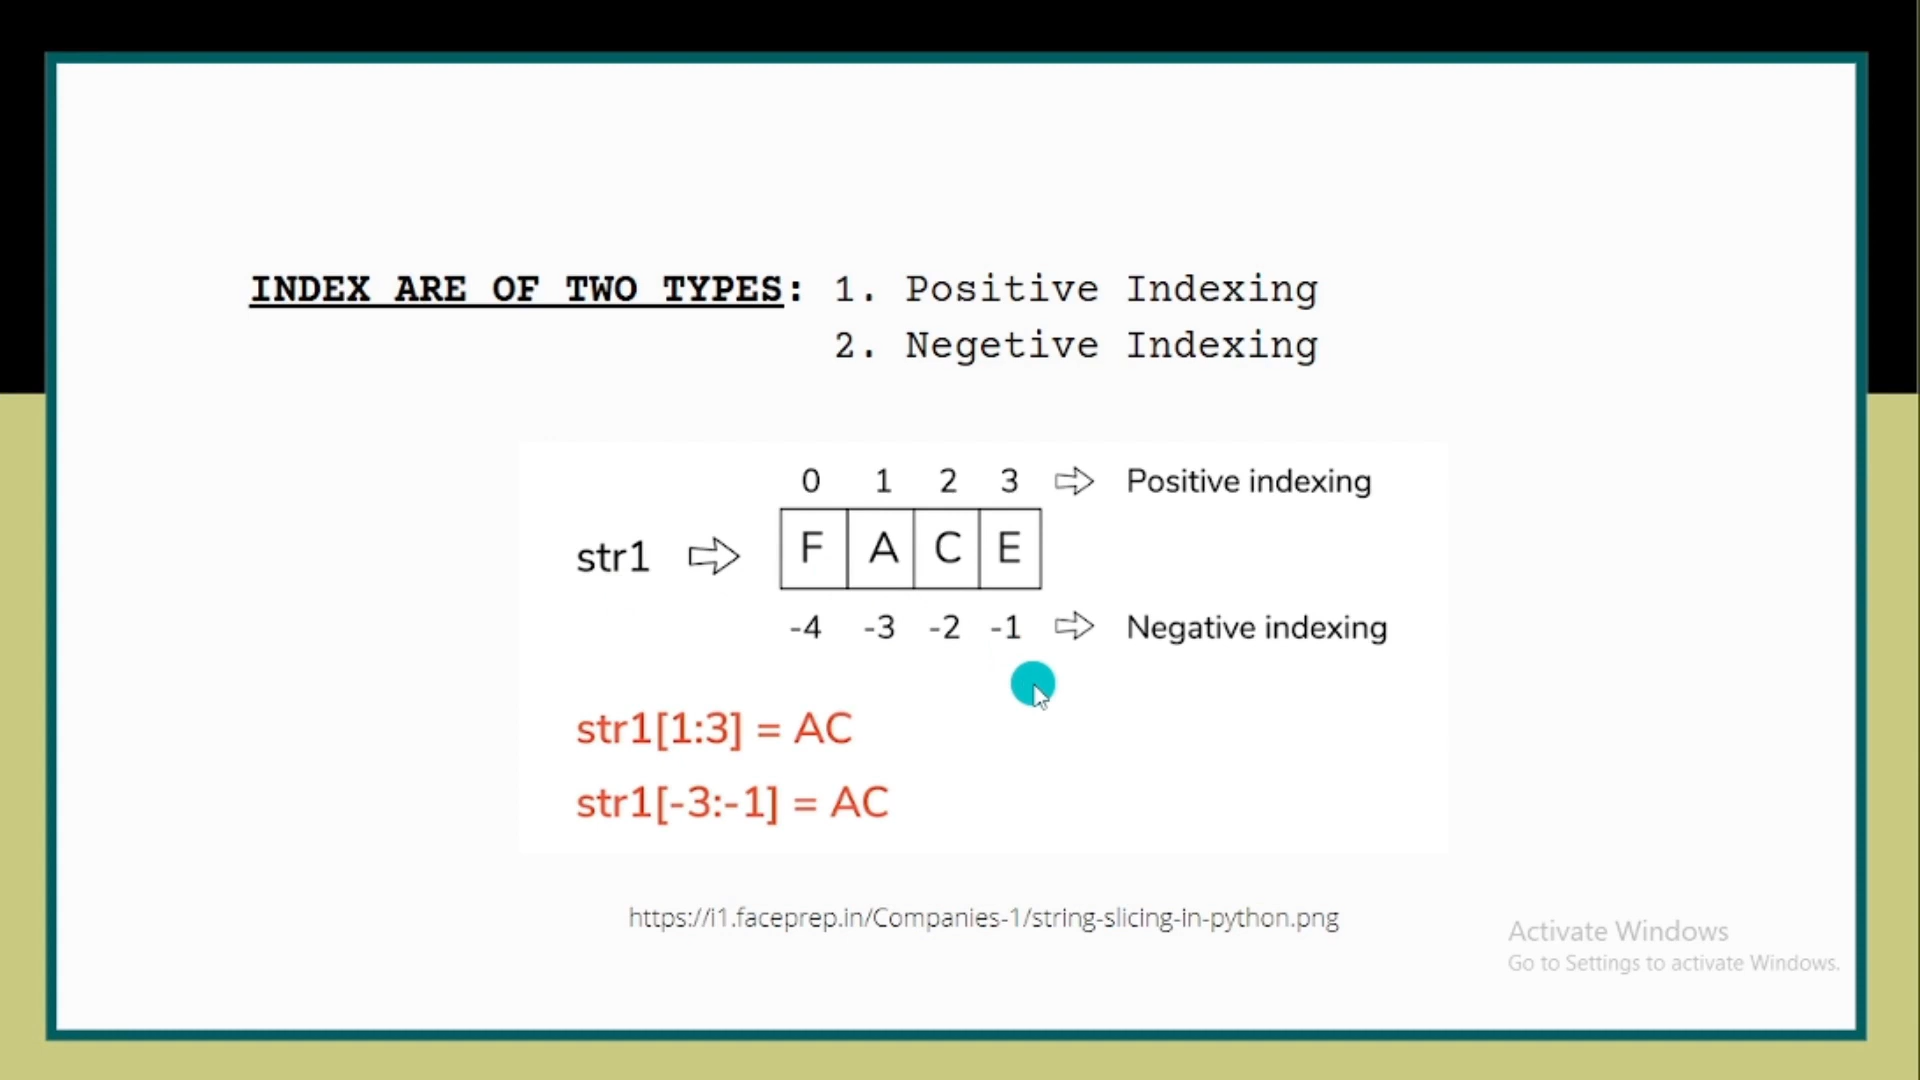 INDEX ARE OF TWO TYPES: 1. Positive Indexing
2. Negetive Indexing
0 1 2 3 ⇨ Positive indexing
str1 ⇨ F A C E
-4 -3 -2 -1 ⇨ Negative indexing
str1[1:3] = AC
str1[-3:-1] = AC
https://i1.faceprep.in/Companies-1/string-slicing-in-python.png
Activate Windows
Go to Settings to activate Windows.